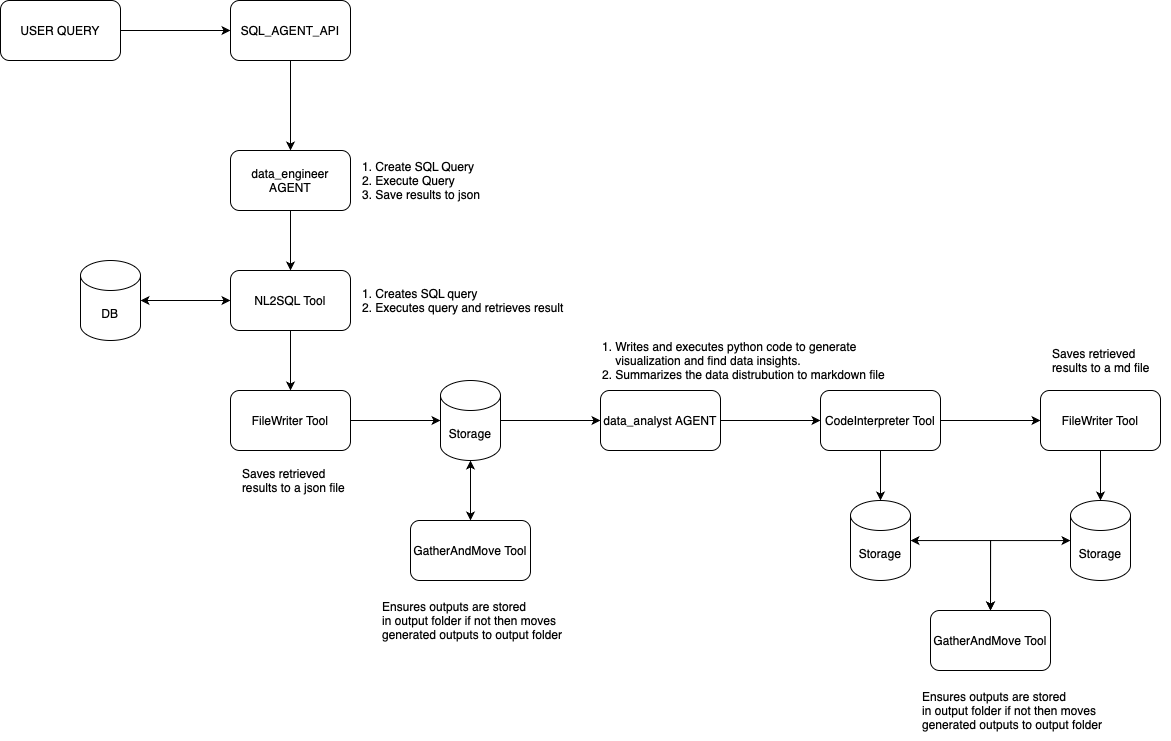 USER QUERY
SQL_AGENT_API
data_engineer
AGENT
1. Create SQL Query
2. Execute Query
3. Save results to json
DB
NL2SQL Tool
1. Creates SQL query
2. Executes query and retrieves result
1. Writes and executes python code to generate
visualization and find data insights.
2. Summarizes the data distrubution to markdown file
Saves retrieved
results to a md file
FileWriter Tool
Storage
data_analyst AGENT
CodeInterpreter Tool
FileWriter Tool
Saves retrieved
results to a json file
GatherAndMove Tool
Storage
Storage
Ensures outputs are stored
in output folder if not then moves
generated outputs to output folder
GatherAndMove Tool
Ensures outputs are stored
in output folder if not then moves
generated outputs to output folder